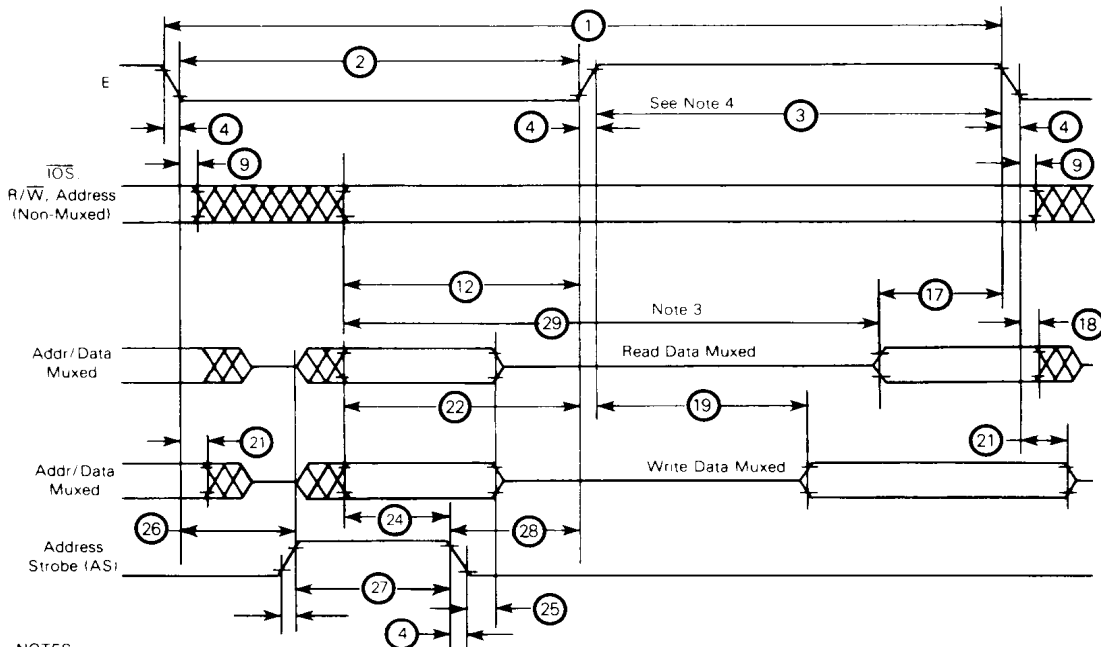 1
2
E
See Note 4
3
4
4
4
9
9
IOS
R/W, Address
(Non-Muxed)
12
17
Note 3
29
18
Addr/Data
Muxed
Read Data Muxed
22
19
21
21
Addr/Data
Muxed
Write Data Muxed
24
28
26
Address
Strobe (AS)
27
25
4
NOTES